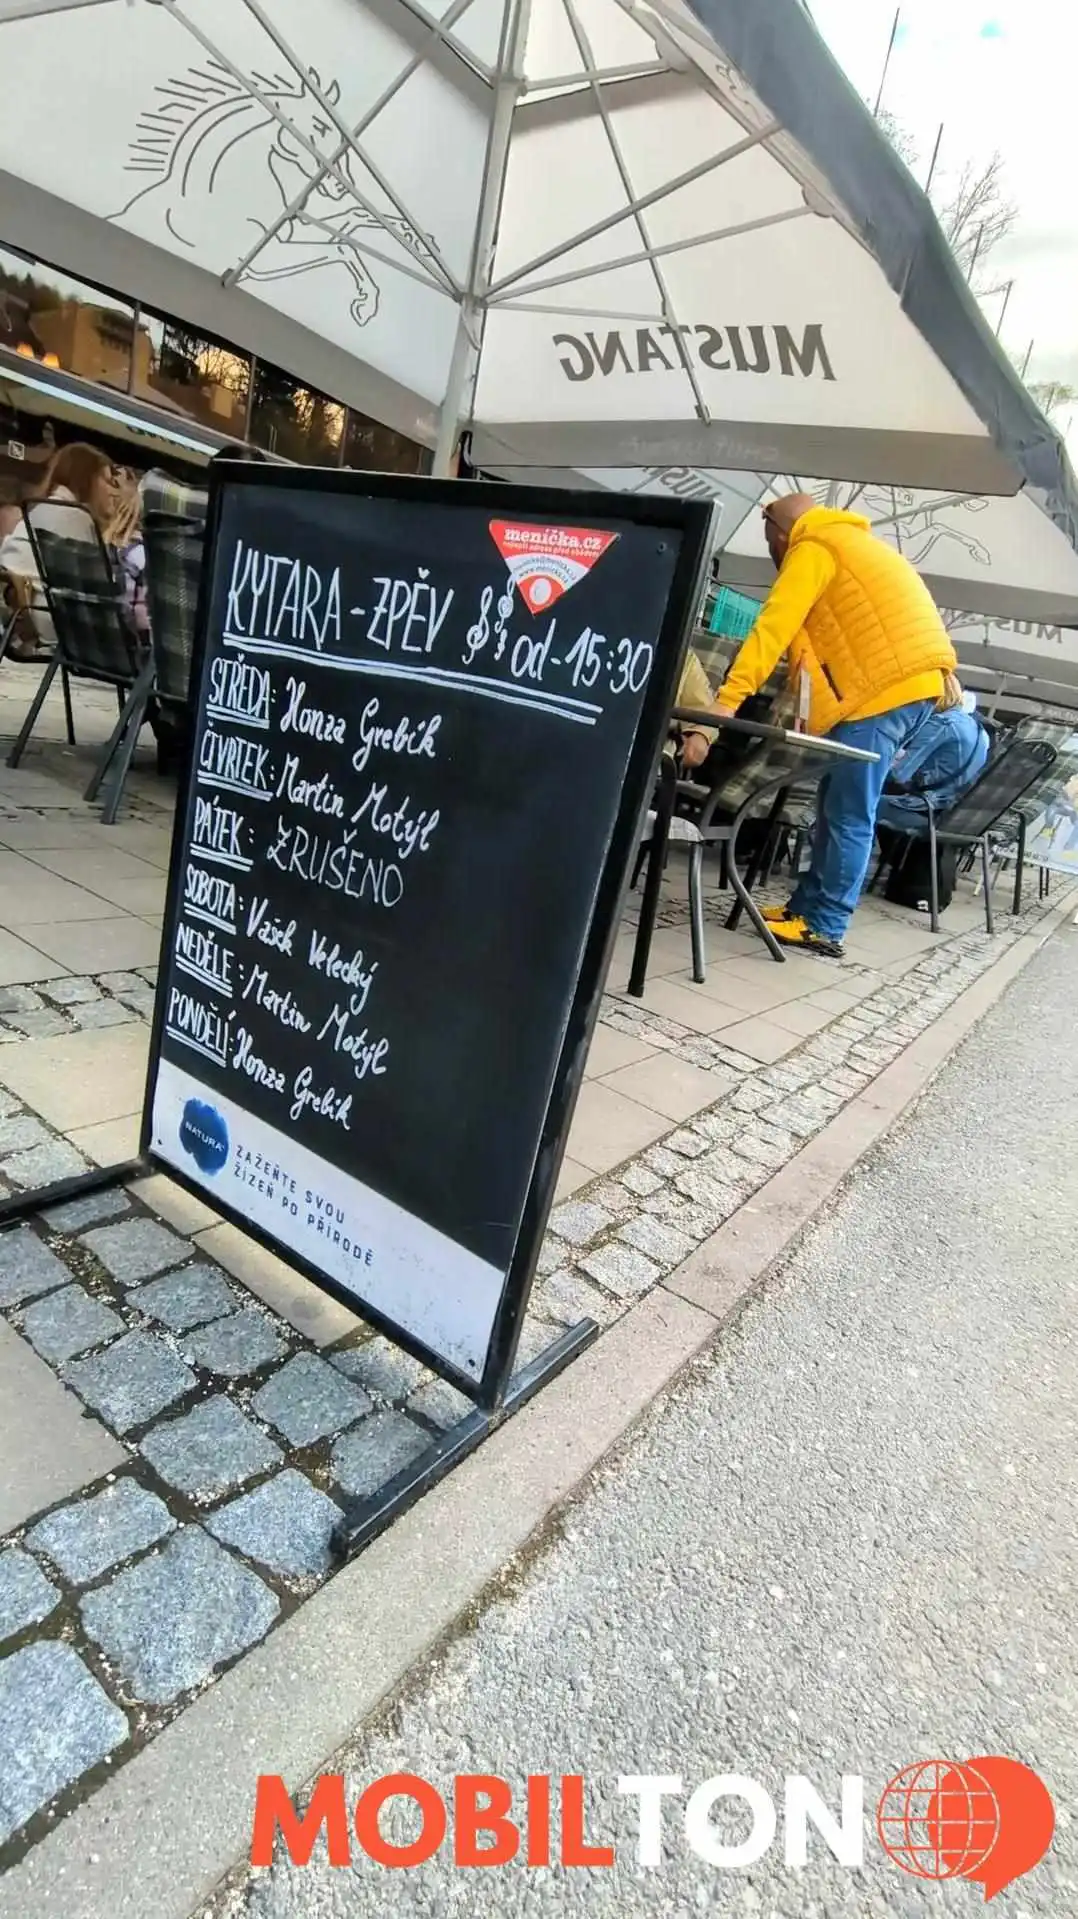 MUSTANG
meníčka.cz
KYTARA - ZPĚV od - 15:30
STŘEDA: Honza Grebík
ČTVRTEK: Martin Motýl
PÁTEK: ZRUŠENO
SOBOTA: Vašek Velecký
NEDĚLE: Martin Motýl
PONDĚLÍ: Honza Grebík
NATURA
ZAŽEŇTE SVOU
ŽÍZEŇ PO PŘÍRODĚ
MOBILTON